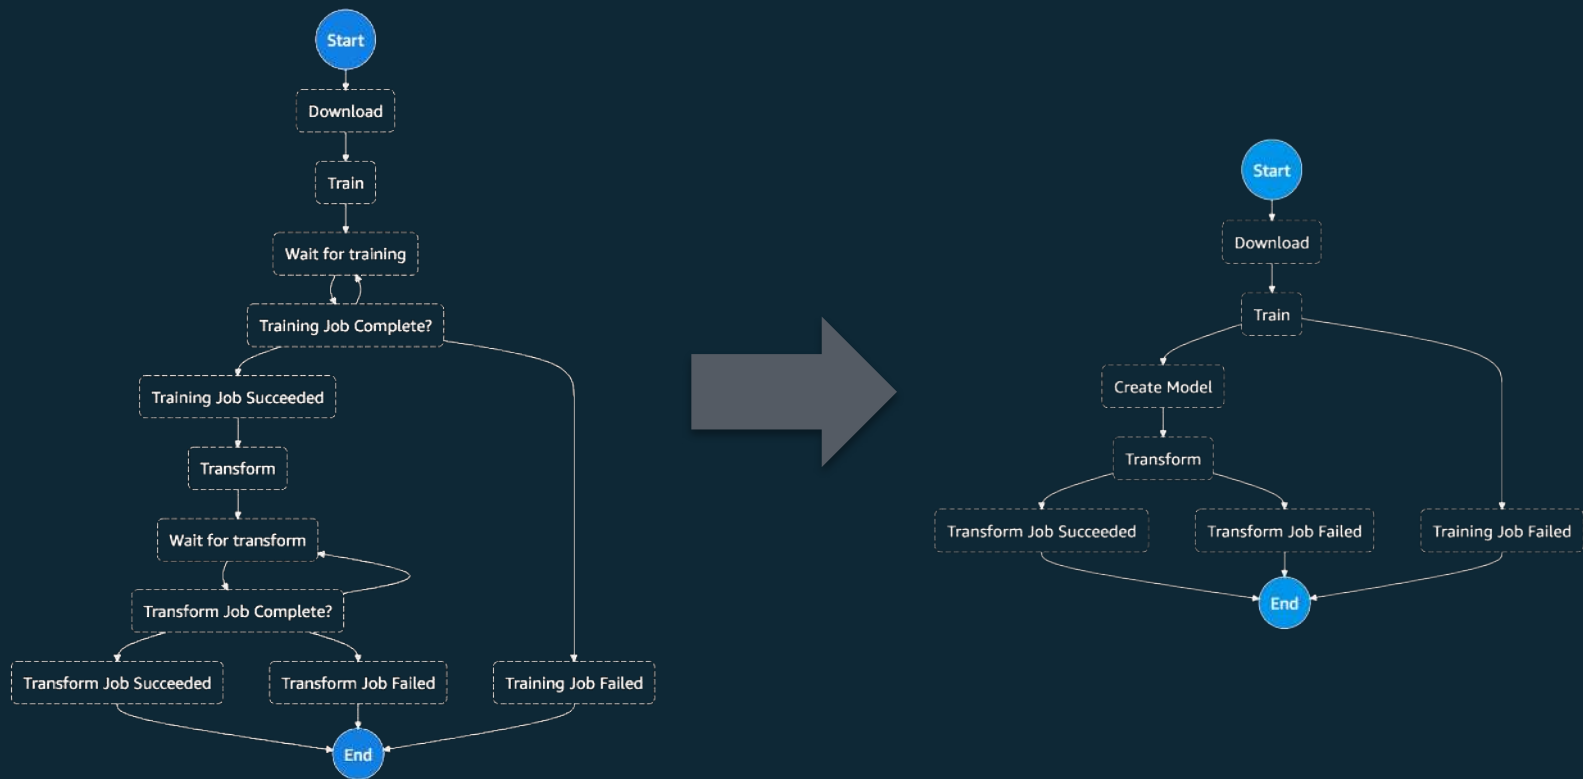 Start
Download
Train
Wait for training
Training Job Complete?
Training Job Succeeded
Transform
Wait for transform
Transform Job Complete?
Transform Job Succeeded
Transform Job Failed
Training Job Failed
End
Start
Download
Train
Create Model
Transform
Transform Job Succeeded
Transform Job Failed
Training Job Failed
End